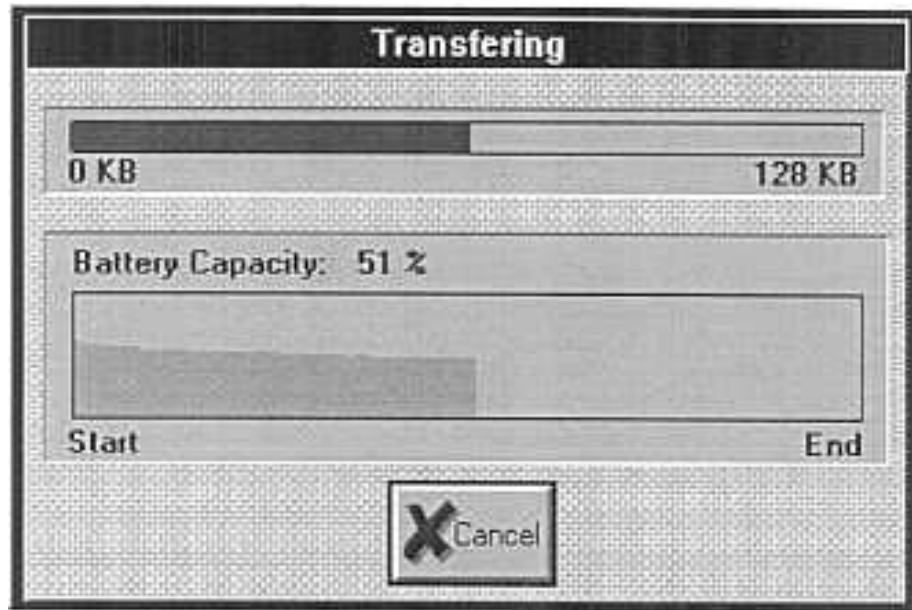 Transfering
0 KB 128 KB
Battery Capacity: 51 %
Start End
Cancel